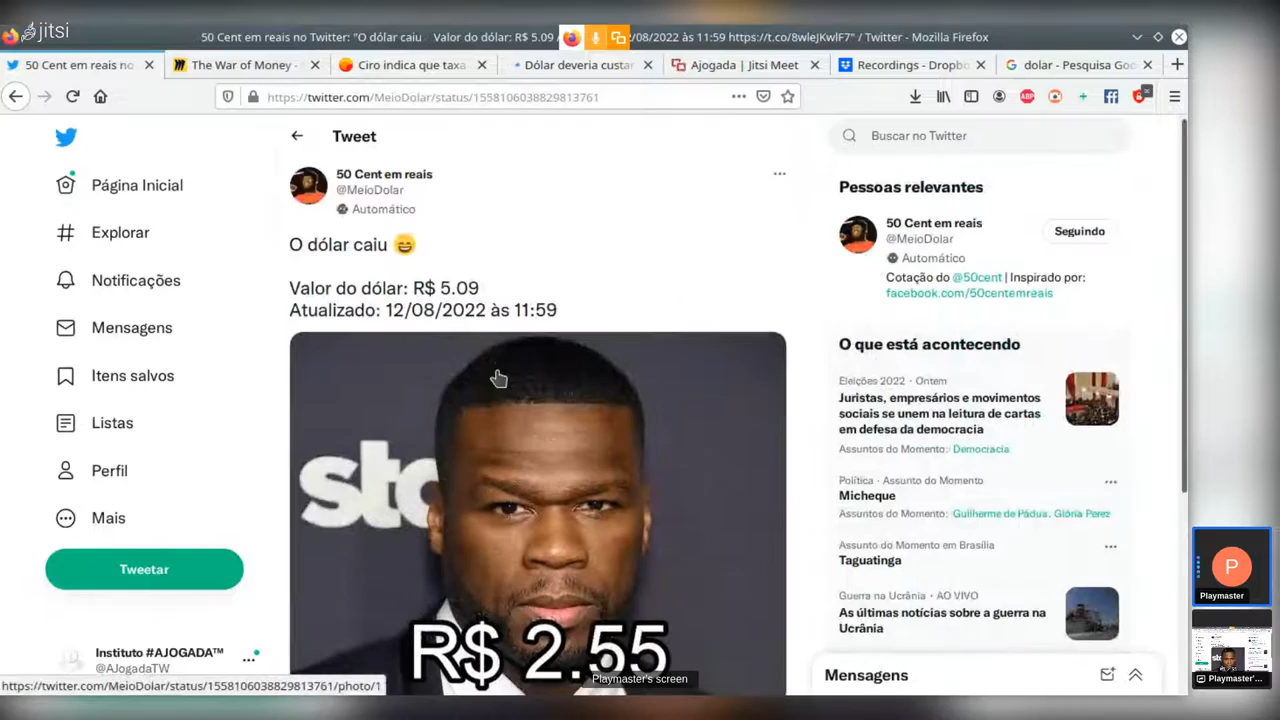 jitsi
50 Cent em reais no Twitter: "O dólar caiu Valor do dólar: R$ 5.09 2/08/2022 às 11:59 https://t.co/8wleJKwlF7" / Twitter - Mozilla Firefox
50 Cent em reais no
The War of Money -
Ciro indica que taxa
Dólar deveria custar
Ajogada | Jitsi Meet
Recordings - Dropbo
dolar - Pesquisa Goo
https://twitter.com/MeioDolar/status/1558106038829813761
ABP
Página Inicial
Explorar
Notificações
Mensagens
Itens salvos
Listas
Perfil
Mais
Tweetar
Instituto #AJOGADA™
@AJogadaTW
https://twitter.com/MeioDolar/status/1558106038829813761/photo/1
Tweet
50 Cent em reais
@MeioDolar
Automático
O dólar caiu 😄
Valor do dólar: R$ 5.09
Atualizado: 12/08/2022 às 11:59
R$ 2.55
Playmaster's screen
Buscar no Twitter
Pessoas relevantes
50 Cent em reais
@MeioDolar
Seguindo
Automático
Cotação do @50cent | Inspirado por:
facebook.com/50centemreais
O que está acontecendo
Eleições 2022 · Ontem
Juristas, empresários e movimentos
sociais se unem na leitura de cartas
em defesa da democracia
Assuntos do Momento: Democracia
Política · Assunto do Momento
Micheque
Assuntos do Momento: Guilherme de Pádua, Glória Perez
Assunto do Momento em Brasília
Taguatinga
Guerra na Ucrânia · AO VIVO
As últimas notícias sobre a guerra na
Ucrânia
Mensagens
P
Playmaster
Playmaster'...